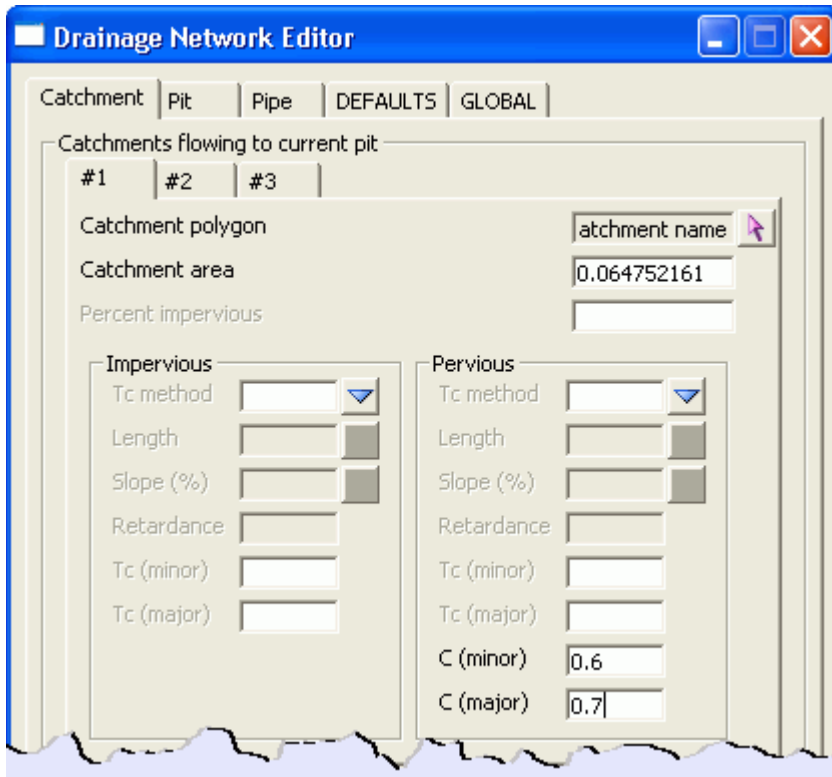 Drainage Network Editor
Catchment Pit Pipe DEFAULTS GLOBAL
Catchments flowing to current pit
#1 #2 #3
Catchment polygon atchment name
Catchment area 0.064752161
Percent impervious
Impervious Pervious
Tc method Tc method
Length Length
Slope (%) Slope (%)
Retardance Retardance
Tc (minor) Tc (minor)
Tc (major) Tc (major)
C (minor) 0.6
C (major) 0.7